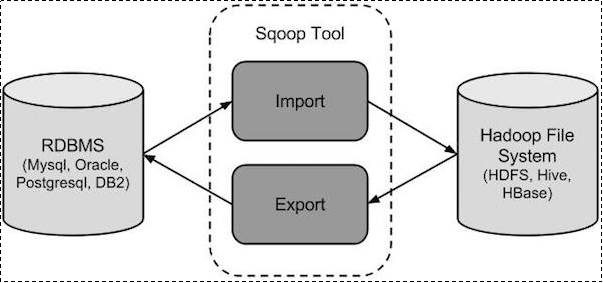 Sqoop Tool
Import
RDBMS
(Mysql, Oracle,
Postgresql, DB2)
Hadoop File
System
(HDFS, Hive,
HBase)
Export